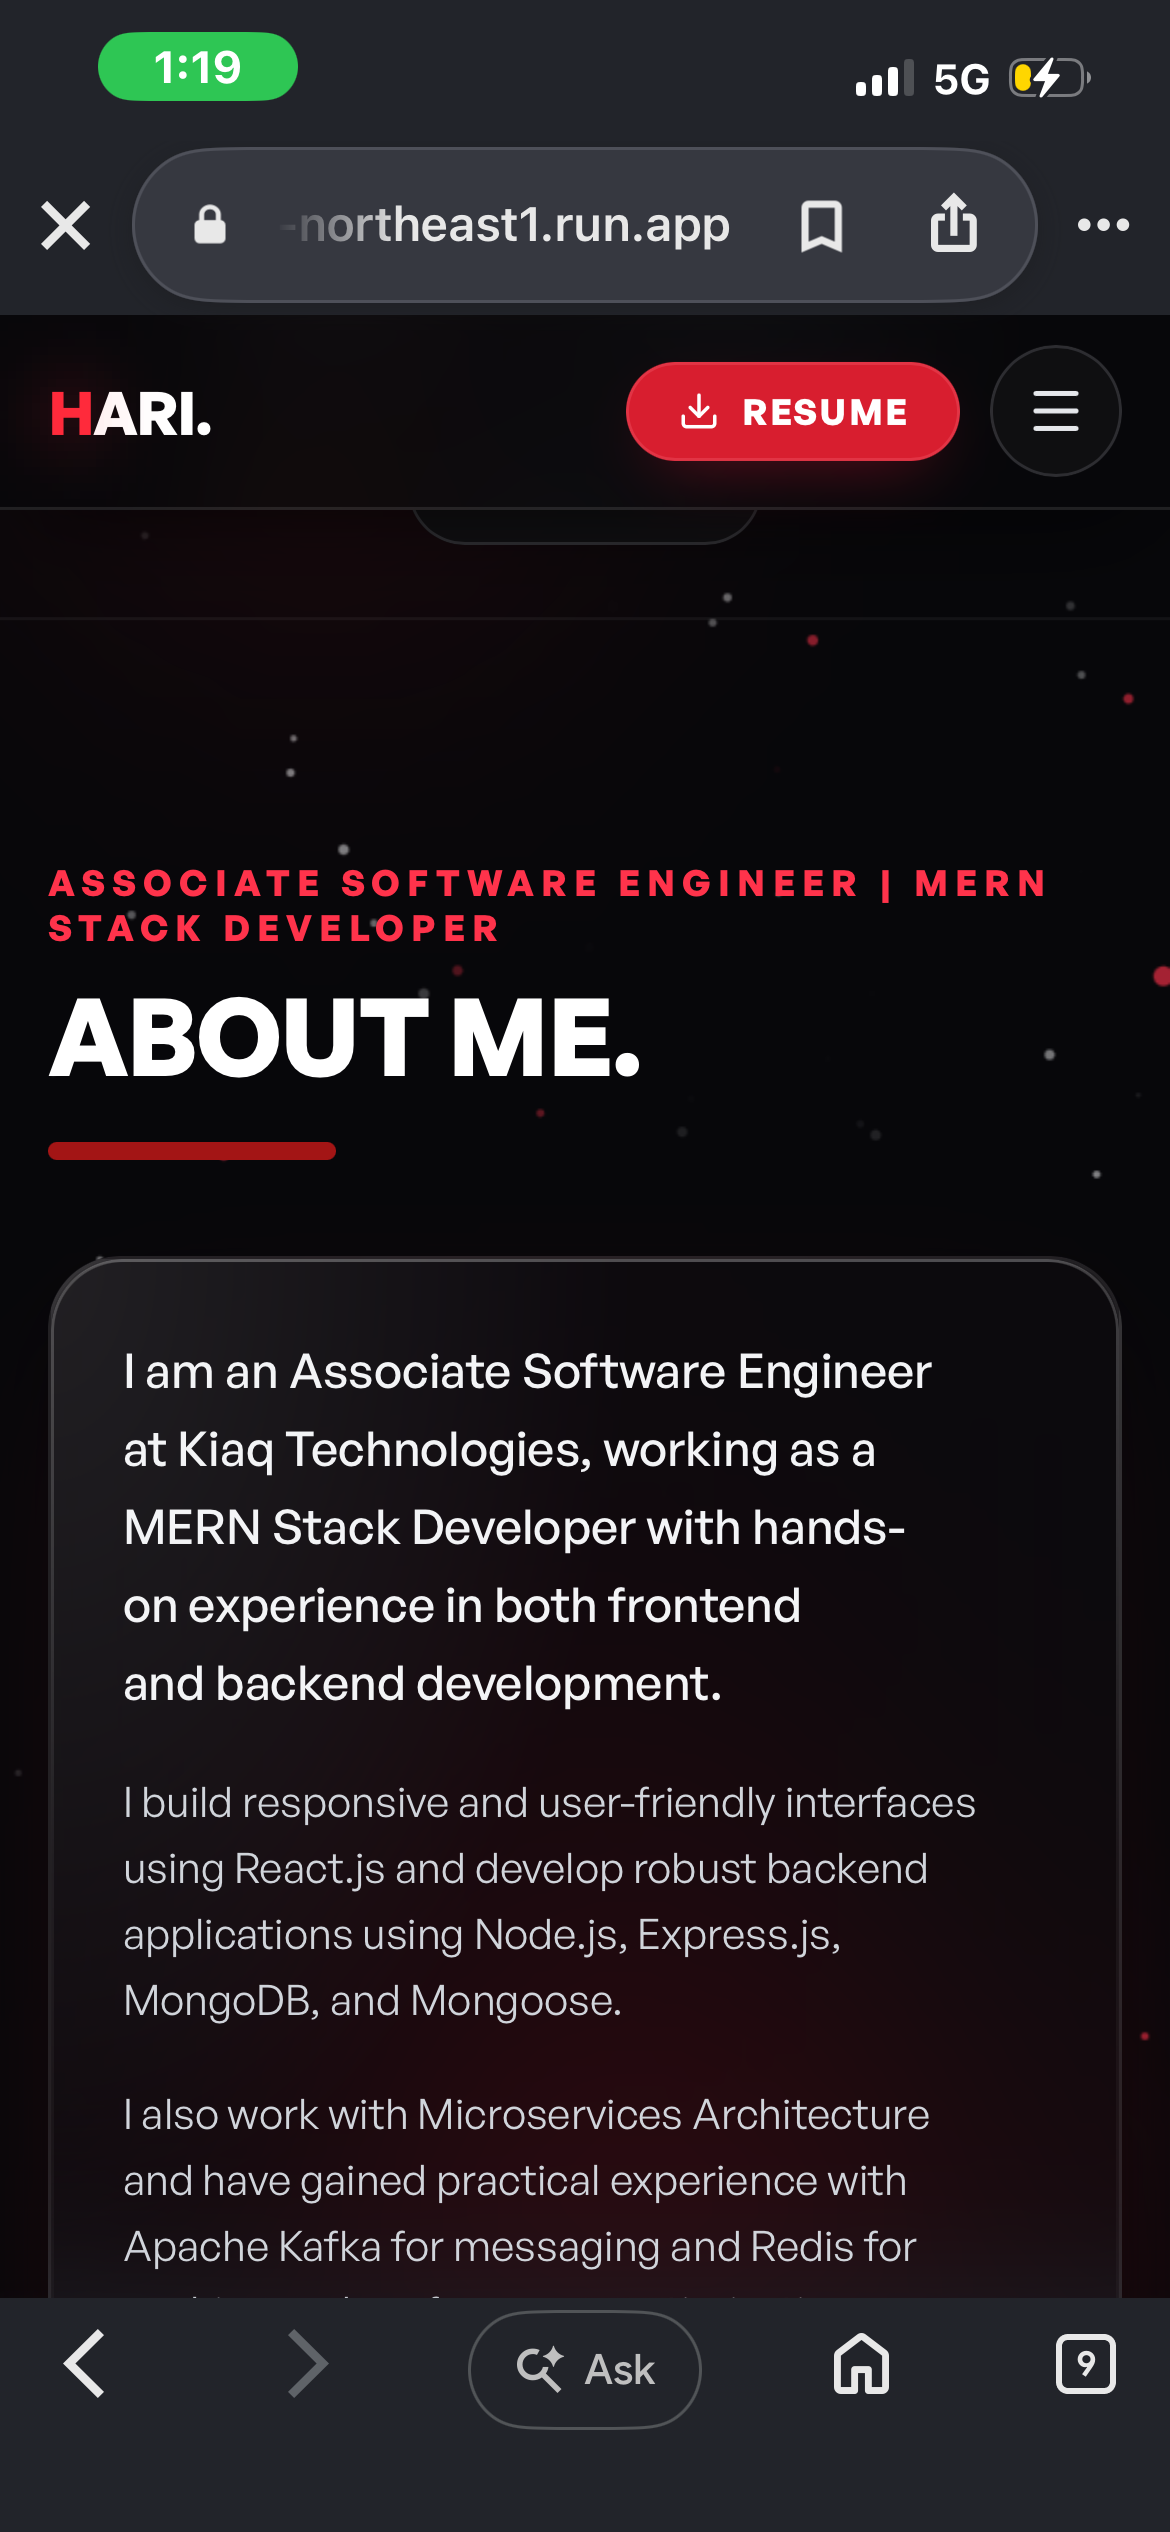 1:19
5G
-northeast1.run.app
HARI.
RESUME
ASSOCIATE SOFTWARE ENGINEER | MERN
STACK DEVELOPER
ABOUT ME.
I am an Associate Software Engineer
at Kiaq Technologies, working as a
MERN Stack Developer with hands-
on experience in both frontend
and backend development.
I build responsive and user-friendly interfaces
using React.js and develop robust backend
applications using Node.js, Express.js,
MongoDB, and Mongoose.
I also work with Microservices Architecture
and have gained practical experience with
Apache Kafka for messaging and Redis for
Ask
9